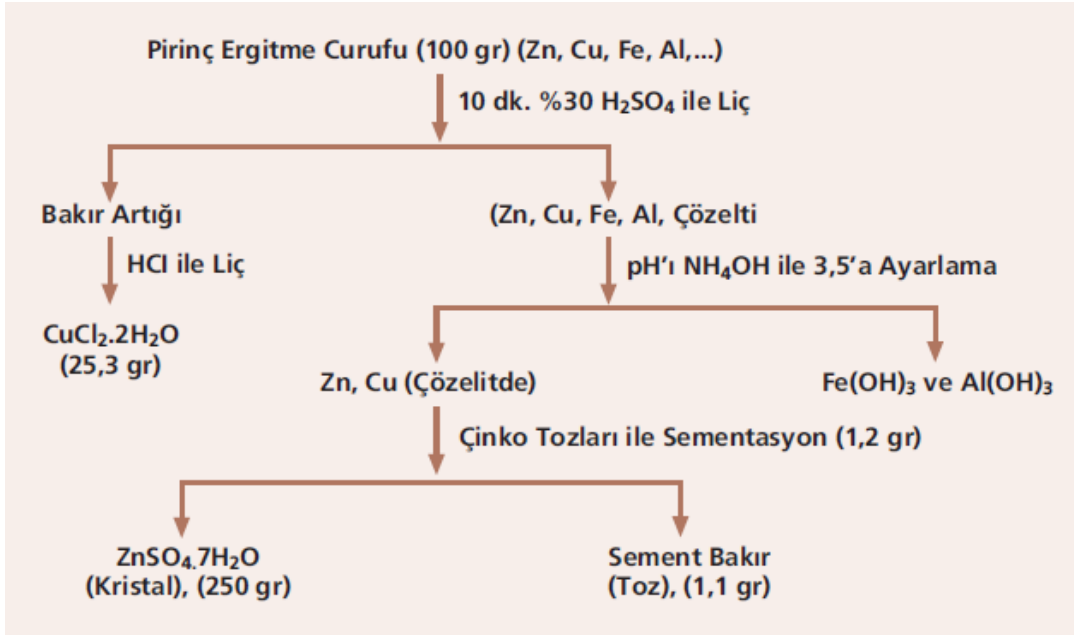 Pirinç Ergitme Curufu (100 gr) (Zn, Cu, Fe, Al,...)
10 dk. %30 H₂SO₄ ile Liç
Bakır Artığı
(Zn, Cu, Fe, Al, Çözelti
HCI ile Liç
pH'ı NH₄OH ile 3,5'a Ayarlama
CuCl₂.2H₂O
(25,3 gr)
Zn, Cu (Çözelitde)
Fe(OH)₃ ve Al(OH)₃
Çinko Tozları ile Sementasyon (1,2 gr)
ZnSO₄.7H₂O
(Kristal), (250 gr)
Sement Bakır
(Toz), (1,1 gr)